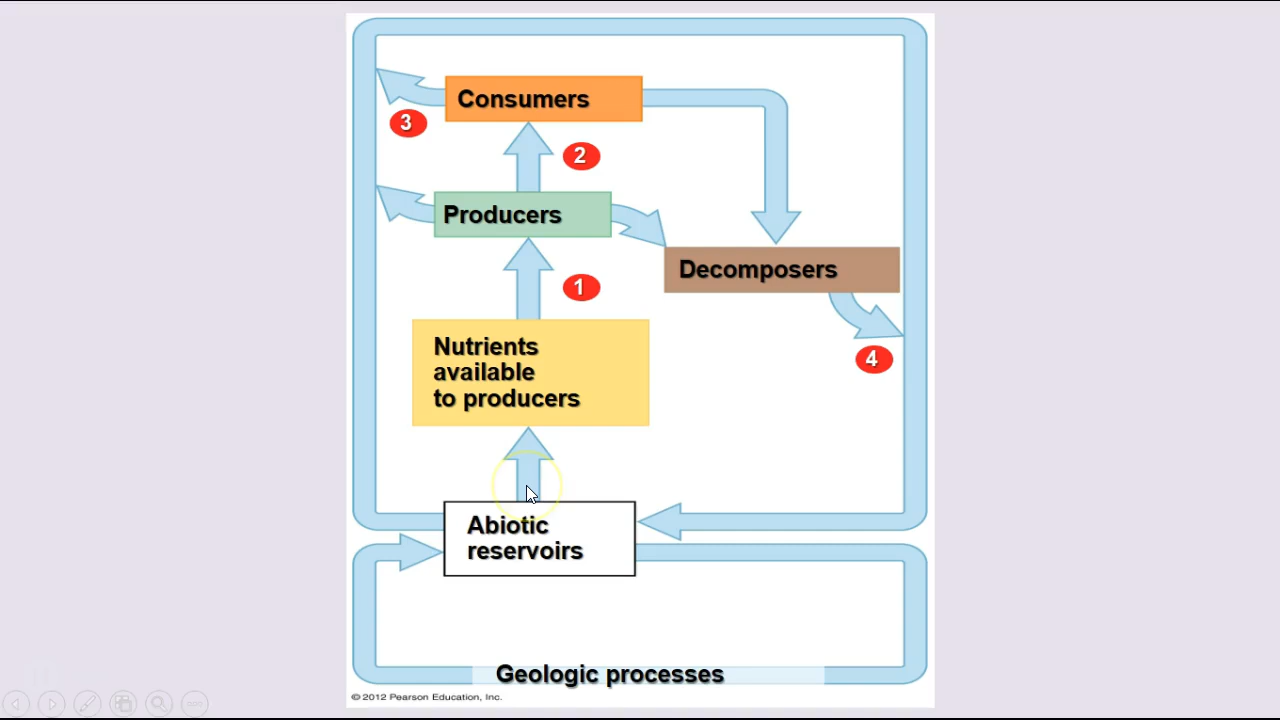 Consumers
3
2
Producers
Decomposers
1
Nutrients
available
to producers
4
Abiotic
reservoirs
Geologic processes
© 2012 Pearson Education, Inc.